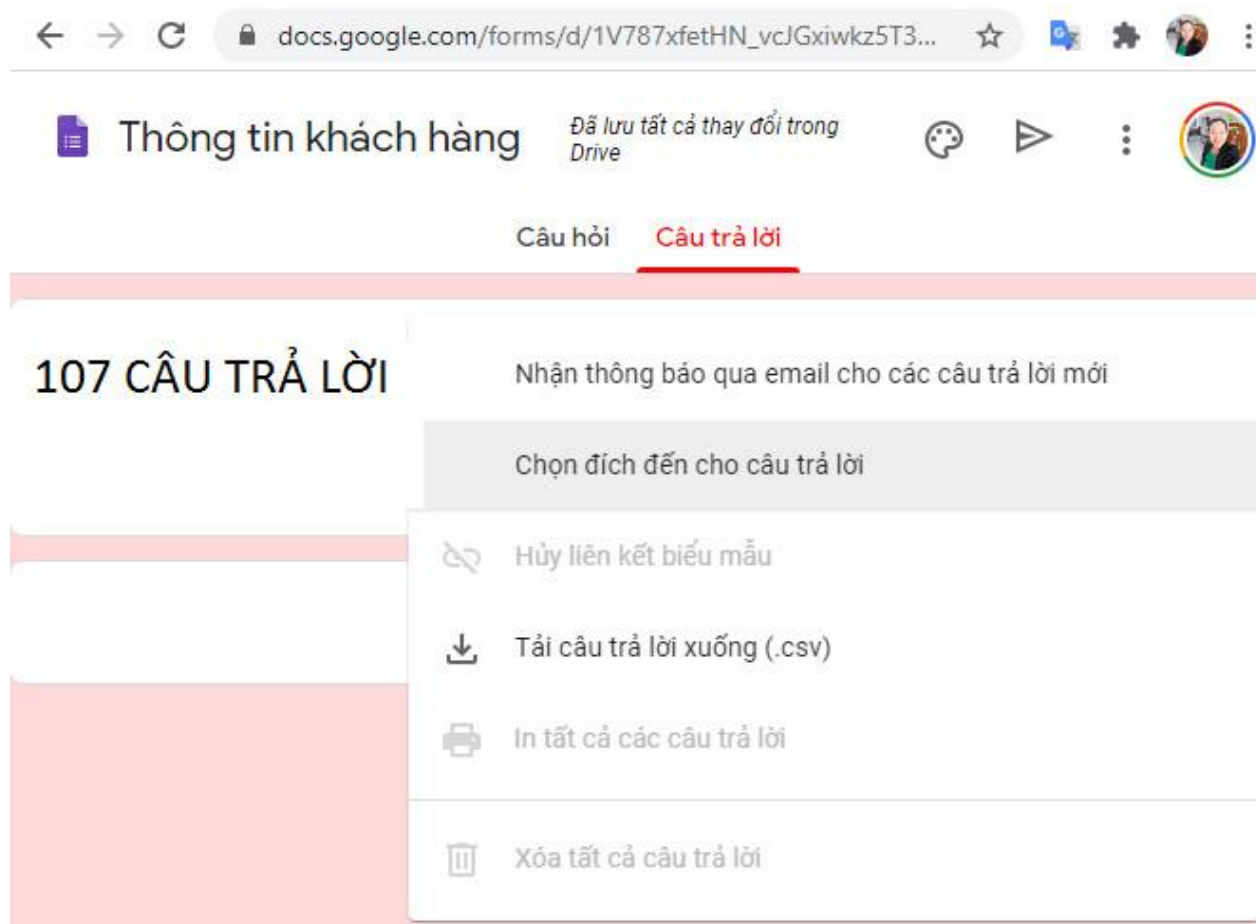 docs.google.com/forms/d/1V787xfetHN_vcJGxiwkz5T3...
Thông tin khách hàng
Đã lưu tất cả thay đổi trong
Drive
Câu hỏi
Câu trả lời
107 CÂU TRẢ LỜI
Nhận thông báo qua email cho các câu trả lời mới
Chọn đích đến cho câu trả lời
Hủy liên kết biểu mẫu
Tải câu trả lời xuống (.csv)
In tất cả các câu trả lời
Xóa tất cả câu trả lời